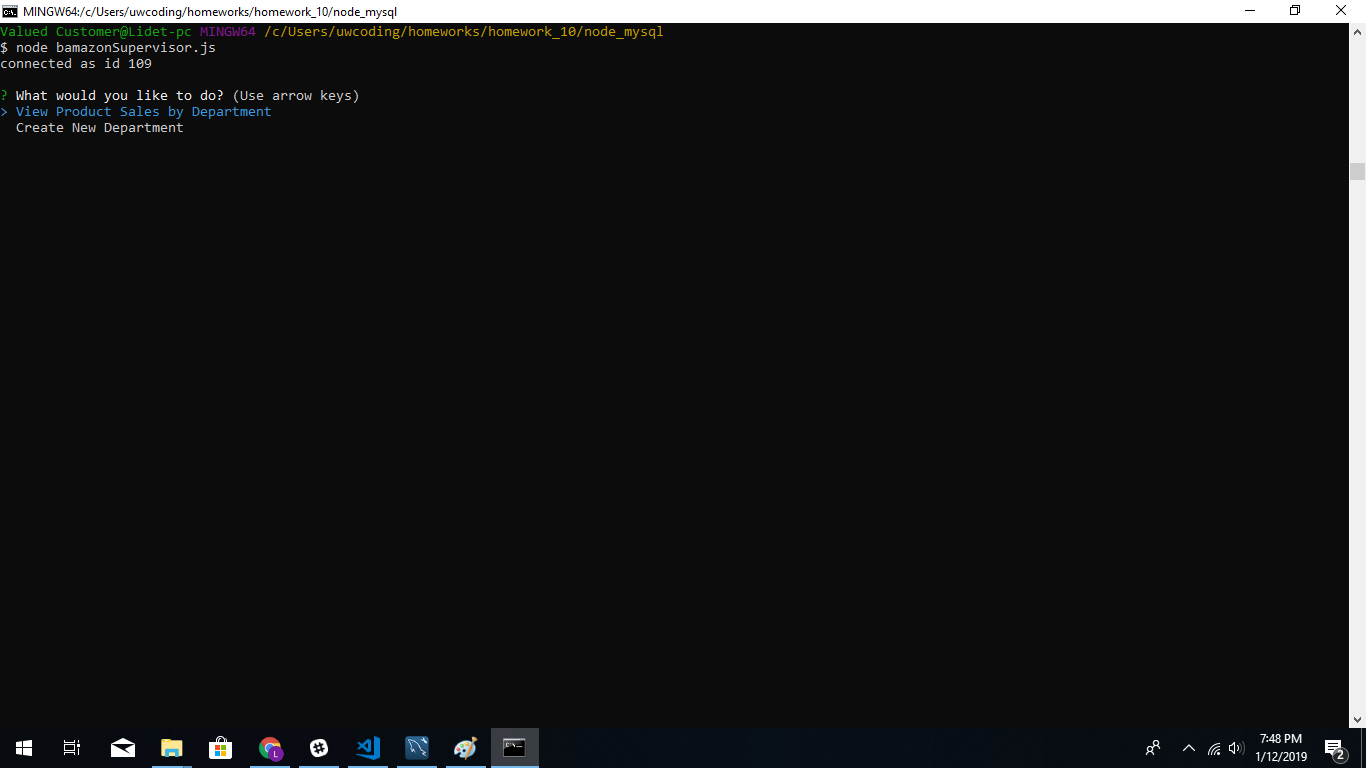 MINGW64:/c/Users/uwcoding/homeworks/homework_10/node_mysql
Valued Customer@Lidet-pc MINGW64 /c/Users/uwcoding/homeworks/homework_10/node_mysql
$ node bamazonSupervisor.js
connected as id 109
? What would you like to do? (Use arrow keys)
> View Product Sales by Department
Create New Department
L
7:48 PM
1/12/2019
2